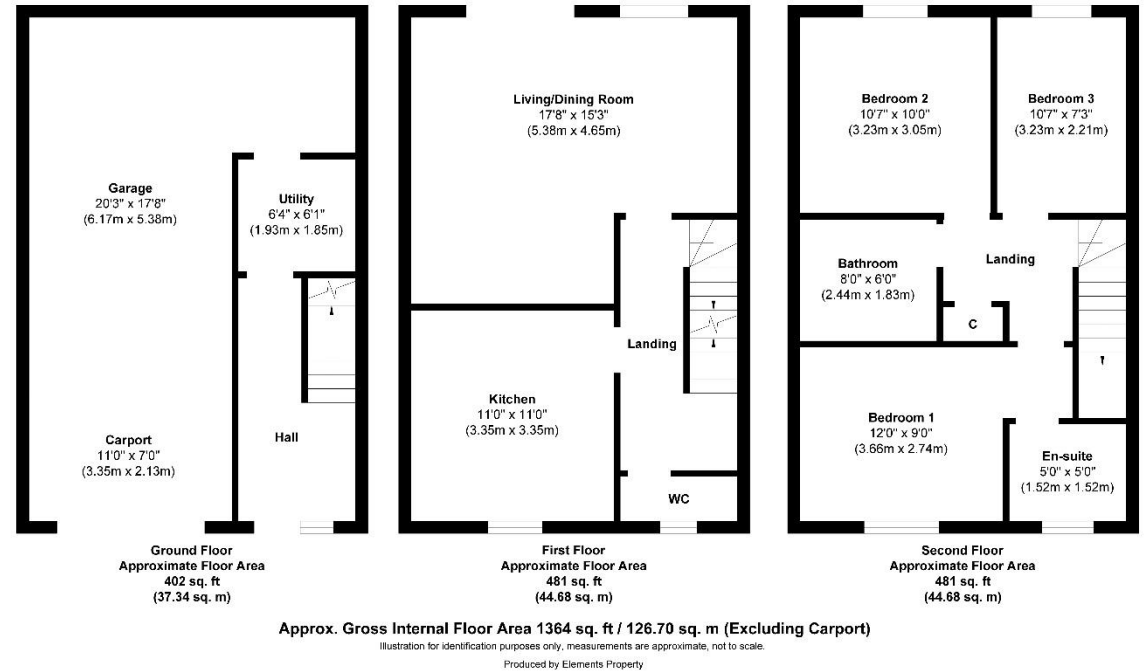 Garage
20'3" x 17'8"
(6.17m x 5.38m)
Utility
6'4" x 6'1"
(1.93m x 1.85m)
Carport
11'0" x 7'0"
(3.35m x 2.13m)
Hall
Ground Floor
Approximate Floor Area
402 sq. ft
(37.34 sq. m)
Living/Dining Room
17'8" x 15'3"
(5.38m x 4.65m)
Landing
Kitchen
11'0" x 11'0"
(3.35m x 3.35m)
WC
First Floor
Approximate Floor Area
481 sq. ft
(44.68 sq. m)
Bedroom 2
10'7" x 10'0"
(3.23m x 3.05m)
Bedroom 3
10'7" x 7'3"
(3.23m x 2.21m)
Bathroom
8'0" x 6'0"
(2.44m x 1.83m)
Landing
C
Bedroom 1
12'0" x 9'0"
(3.66m x 2.74m)
En-suite
5'0" x 5'0"
(1.52m x 1.52m)
Second Floor
Approximate Floor Area
481 sq. ft
(44.68 sq. m)
Approx. Gross Internal Floor Area 1364 sq. ft / 126.70 sq. m (Excluding Carport)
Illustration for identification purposes only, measurements are approximate, not to scale.
Produced by Elements Property